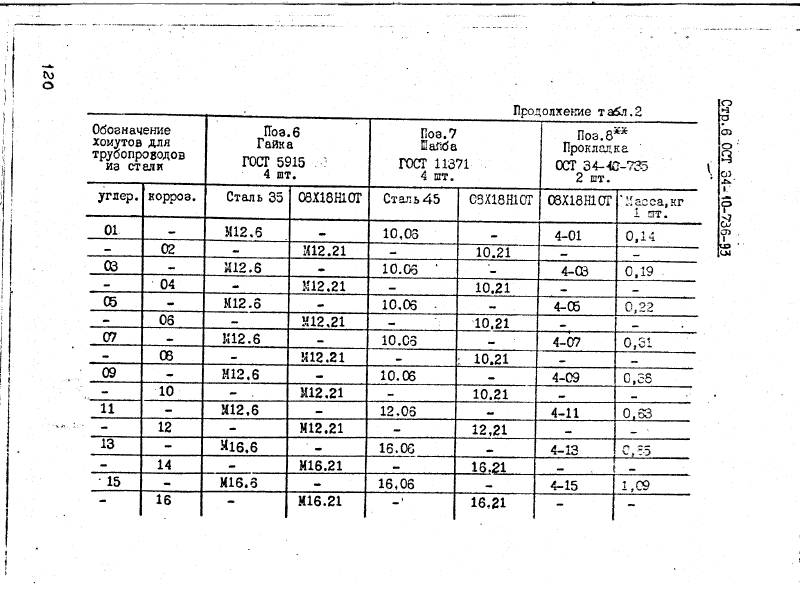 120
Стр.6 ОСТ 34-10-736-93
Продолжение табл.2
Обозначение хомутов для трубопроводов из стали | Поз.6 Гайка ГОСТ 5915 4 шт. | Поз.7 Шайба ГОСТ 11371 4 шт. | Поз.8** Прокладка ОСТ 34-10-735 2 шт.
углер. | корроз. | Сталь 35 | 08Х18Н10Т | Сталь 45 | 08Х18Н10Т | 08Х18Н10Т | Масса,кг 1 шт.
01 | - | М12.6 | - | 10.06 | - | 4-01 | 0,14
- | 02 | - | М12.21 | - | 10.21 | - | -
03 | - | М12.6 | - | 10.06 | - | 4-03 | 0,19
- | 04 | - | М12.21 | - | 10.21 | - | -
05 | - | М12.6 | - | 10.06 | - | 4-05 | 0,22
- | 06 | - | М12.21 | - | 10.21 | - | -
07 | - | М12.6 | - | 10.06 | - | 4-07 | 0,31
- | 08 | - | М12.21 | - | 10.21 | - | -
09 | - | М12.6 | - | 10.06 | - | 4-09 |
- | 10 | - | М12.21 | - | 10.21 | - | -
11 | - | М12.6 | - | 12.06 | - | 4-11 | 0,63
- | 12 | - | М12.21 | - | 12.21 | - | -
13 | - | М16.6 | - | 16.06 | - | 4-13 |
- | 14 | - | М16.21 | - | 16.21 | - | -
15 | - | М16.6 | - | 16.06 | - | 4-15 | 1,09
- | 16 | - | М16.21 | - | 16.21 | - | -